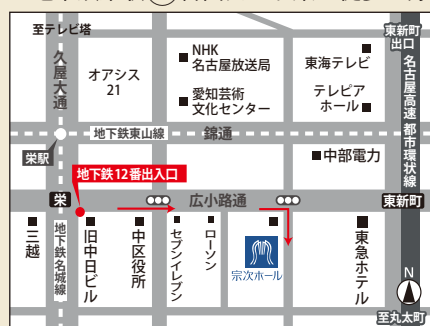 至テレビ塔
東新町
出口
久屋大通
オアシス
21
NHK
名古屋放送局
愛知芸術
文化センター
東海テレビ
テレピア
ホール
名古屋高速 都市環状線
地下鉄東山線
錦通
栄駅
中部電力
地下鉄12番出入口
栄
広小路通
東新町
三越
地下鉄名城線
旧中日ビル
中区役所
セブンイレブン
ローソン
宗次ホール
東急ホテル
N
至丸太町